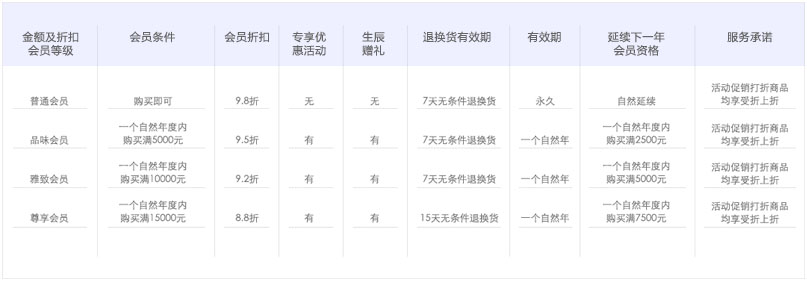 金额及折扣
会员等级
会员条件
会员折扣
专享优
惠活动
生辰
赠礼
退换货有效期
有效期
延续下一年
会员资格
服务承诺
普通会员
购买即可
9.8折
无
无
7天无条件退换货
永久
自然延续
活动促销打折商品
均享受折上折
品味会员
一个自然年度内
购买满5000元
9.5折
有
有
7天无条件退换货
一个自然年
一个自然年度内
购买满2500元
活动促销打折商品
均享受折上折
雅致会员
一个自然年度内
购买满10000元
9.2折
有
有
7天无条件退换货
一个自然年
一个自然年度内
购买满5000元
活动促销打折商品
均享受折上折
尊享会员
一个自然年度内
购买满15000元
8.8折
有
有
15天无条件退换货
一个自然年
一个自然年度内
购买满7500元
活动促销打折商品
均享受折上折